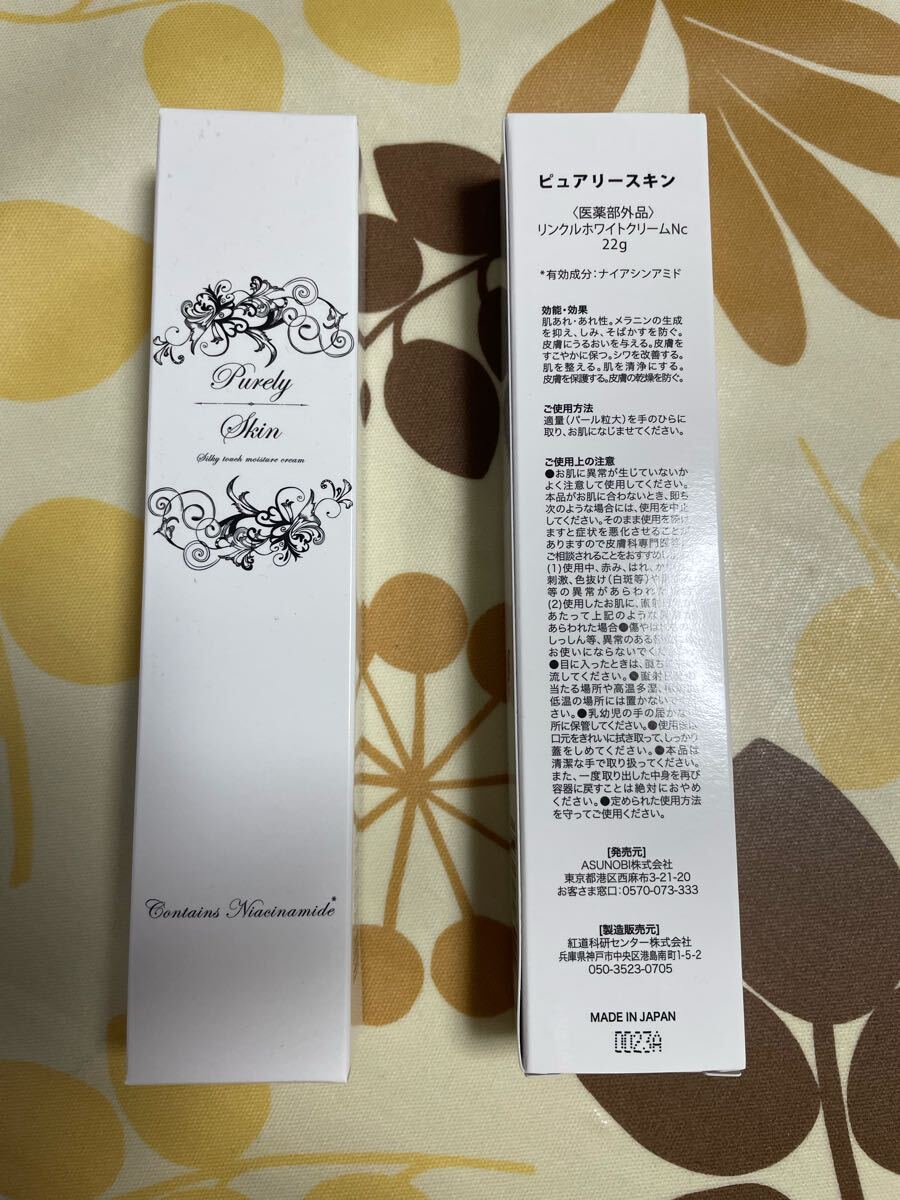 Purely
Skin
Silky touch moisture cream
Contains Niacinamide*
ピュアリースキン
〈医薬部外品〉
リンクルホワイトクリームNc
22g
*有効成分：ナイアシンアミド
効能・効果
肌あれ・あれ性。メラニンの生成
を抑え、しみ、そばかすを防ぐ。
皮膚にうるおいを与える。皮膚を
すこやかに保つ。シワを改善する。
肌を整える。肌を清浄にする。
皮膚を保護する。皮膚の乾燥を防ぐ。
ご使用方法
適量（パール粒大）を手のひらに
取り、お肌になじませてください。
ご使用上の注意
●お肌に異常が生じていないか
よく注意して使用してください。
本品がお肌に合わないとき、即ち
次のような場合には、使用を中止
してください。そのまま使用を続け
ますと症状を悪化させることが
ありますので皮膚科専門医等に
ご相談されることをおすすめし
(1)使用中、赤み、はれ、かゆみ
刺激、色抜け（白斑等）や
等の異常があらわれた
(2)使用したお肌に、直射
あたって上記のような異常が
あらわれた場合●傷やは
しっしん等、異常のある
お使いにならないでくだ
●目に入ったときは、直ちに
流してください。●直射日光の
当たる場所や高温多湿、
低温の場所には置かないで
さい。●乳幼児の手の届かな
所に保管してください。●使用後は
口元をきれいに拭き取って、しっかり
蓋をしめてください。●本品は
清潔な手で取り扱ってください。
また、一度取り出した中身を再び
容器に戻すことは絶対におやめ
ください。●定められた使用方法
を守ってご使用ください。
[発売元]
ASUNOBI株式会社
東京都港区西麻布3-21-20
お客さま窓口：0570-073-333
[製造販売元]
紅道科研センター株式会社
兵庫県神戸市中央区港島南町1-5-2
050-3523-0705
MADE IN JAPAN
0023A